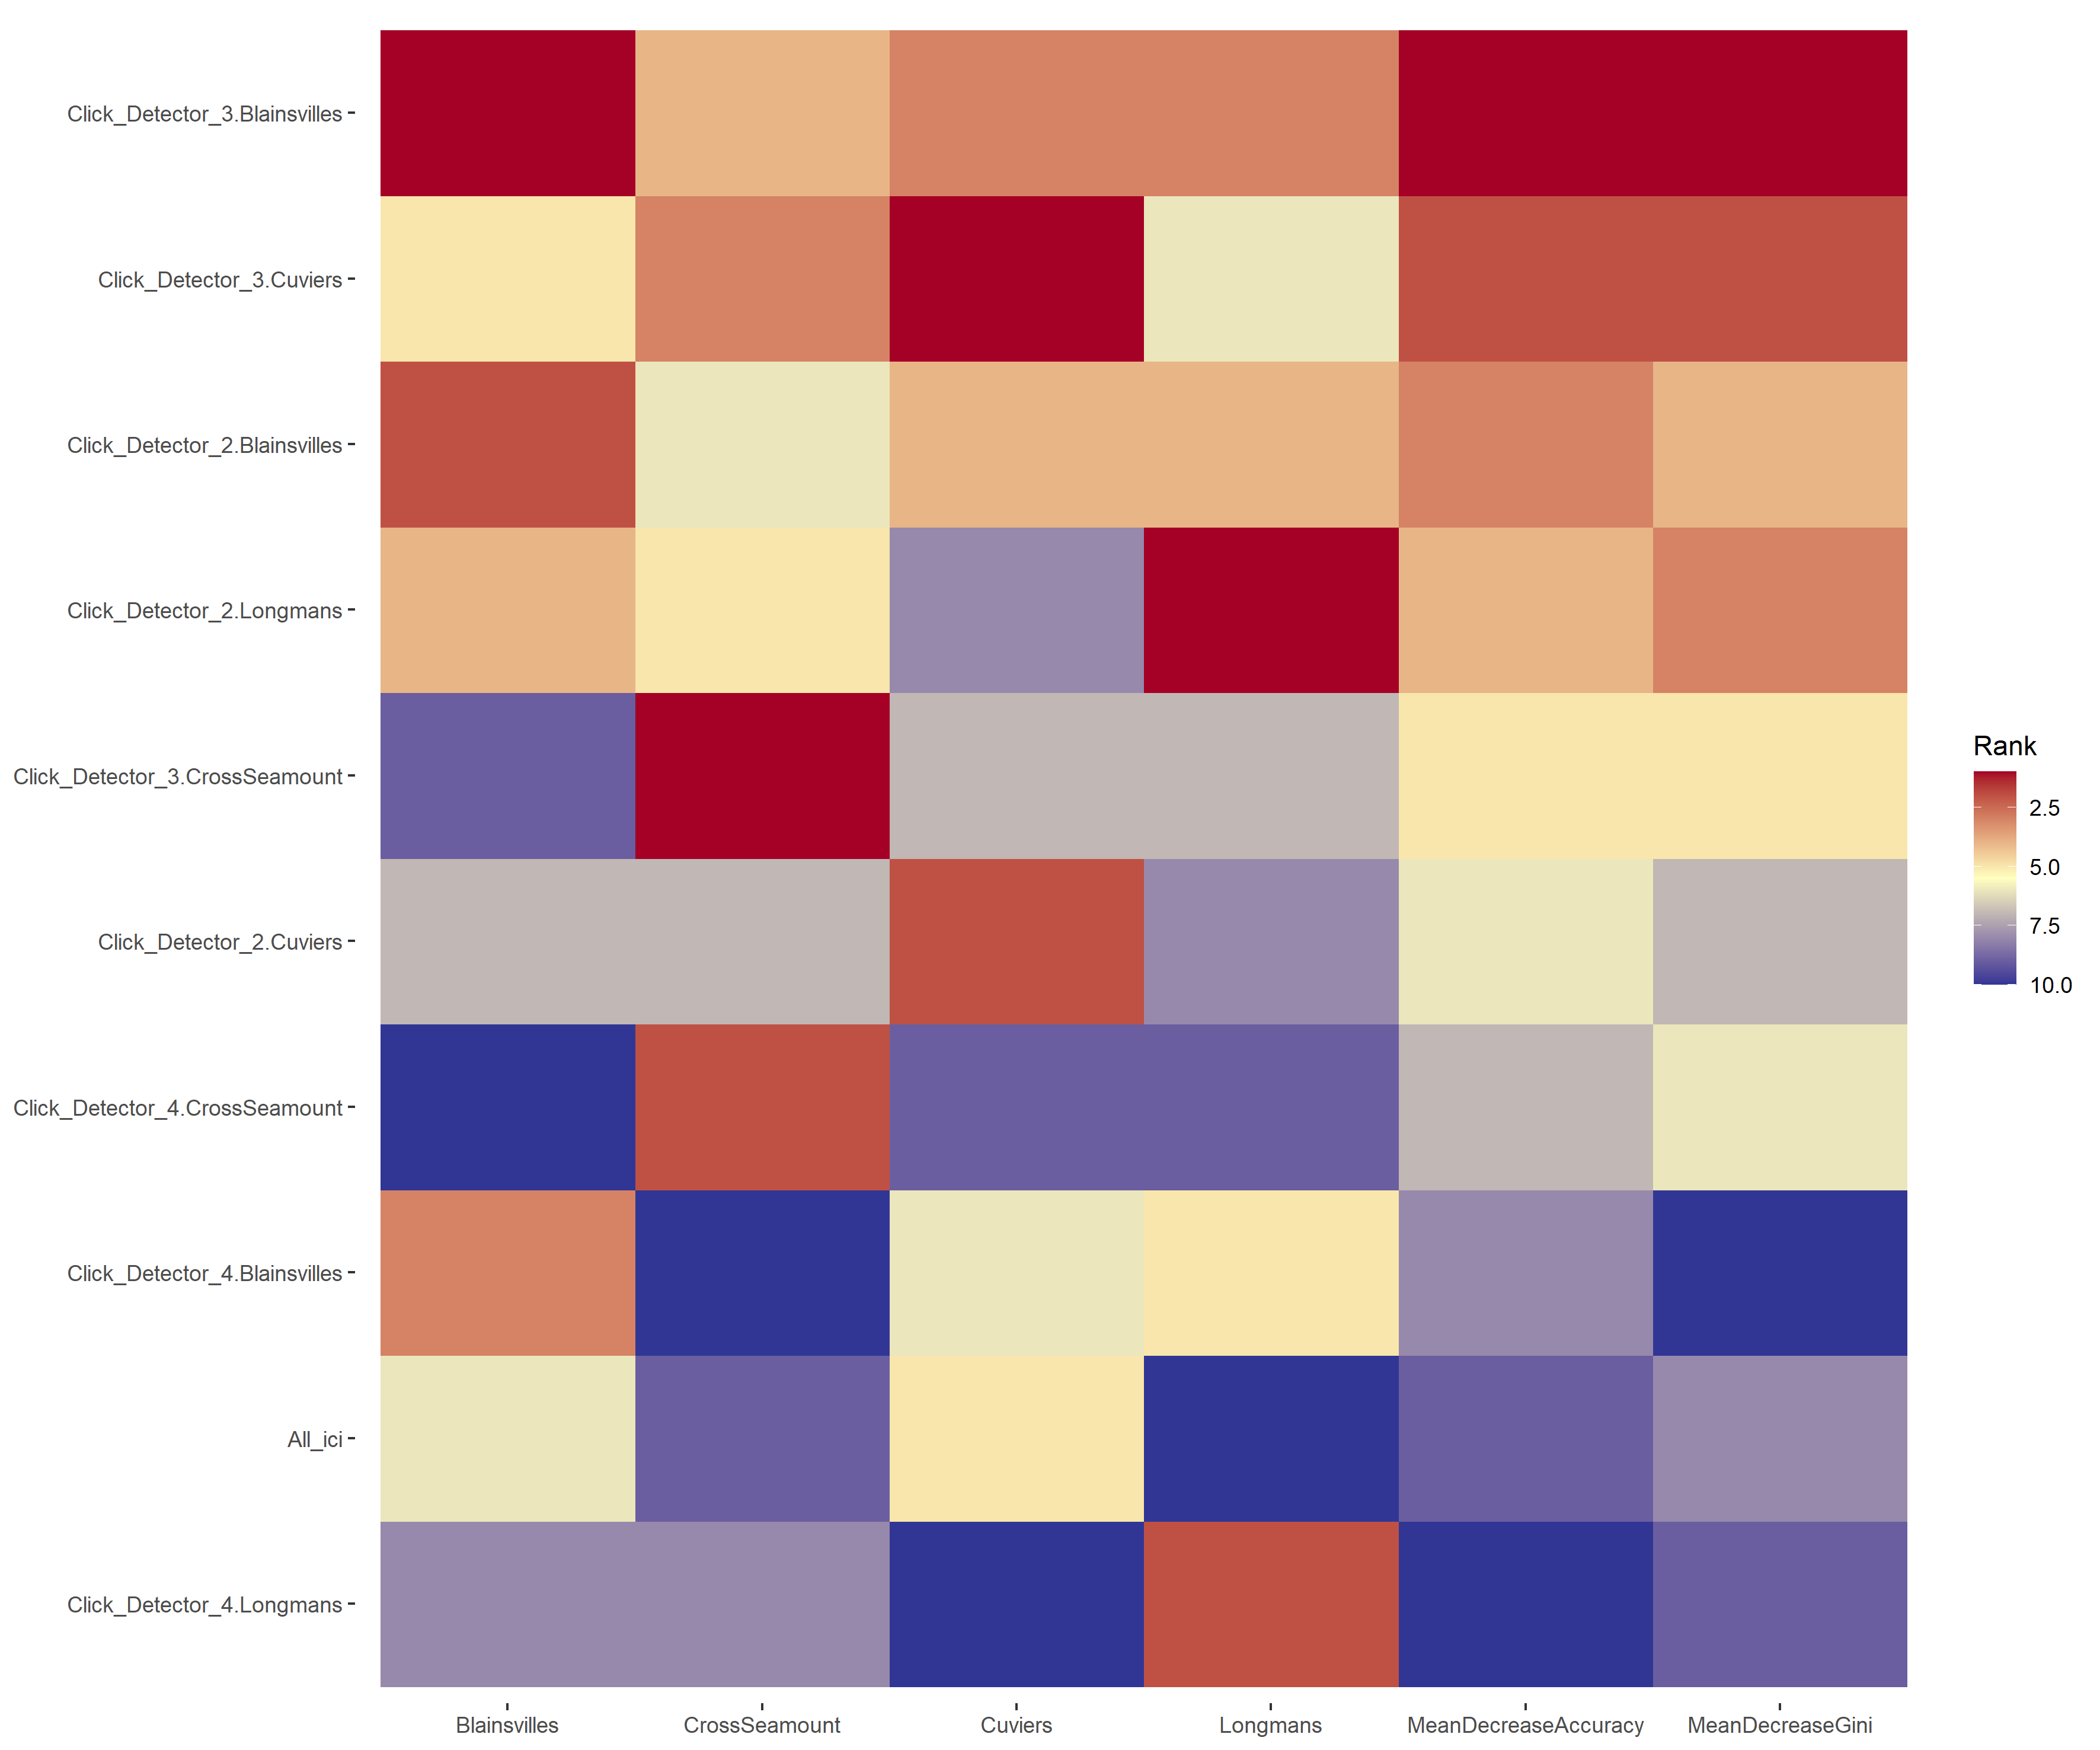 Click_Detector_3.Blainsvilles
Click_Detector_3.Cuviers
Click_Detector_2.Blainsvilles
Click_Detector_2.Longmans
Click_Detector_3.CrossSeamount
Click_Detector_2.Cuviers
Click_Detector_4.CrossSeamount
Click_Detector_4.Blainsvilles
All_ici
Click_Detector_4.Longmans
Blainsvilles
CrossSeamount
Cuviers
Longmans
MeanDecreaseAccuracy
MeanDecreaseGini
Rank
2.5
5.0
7.5
10.0